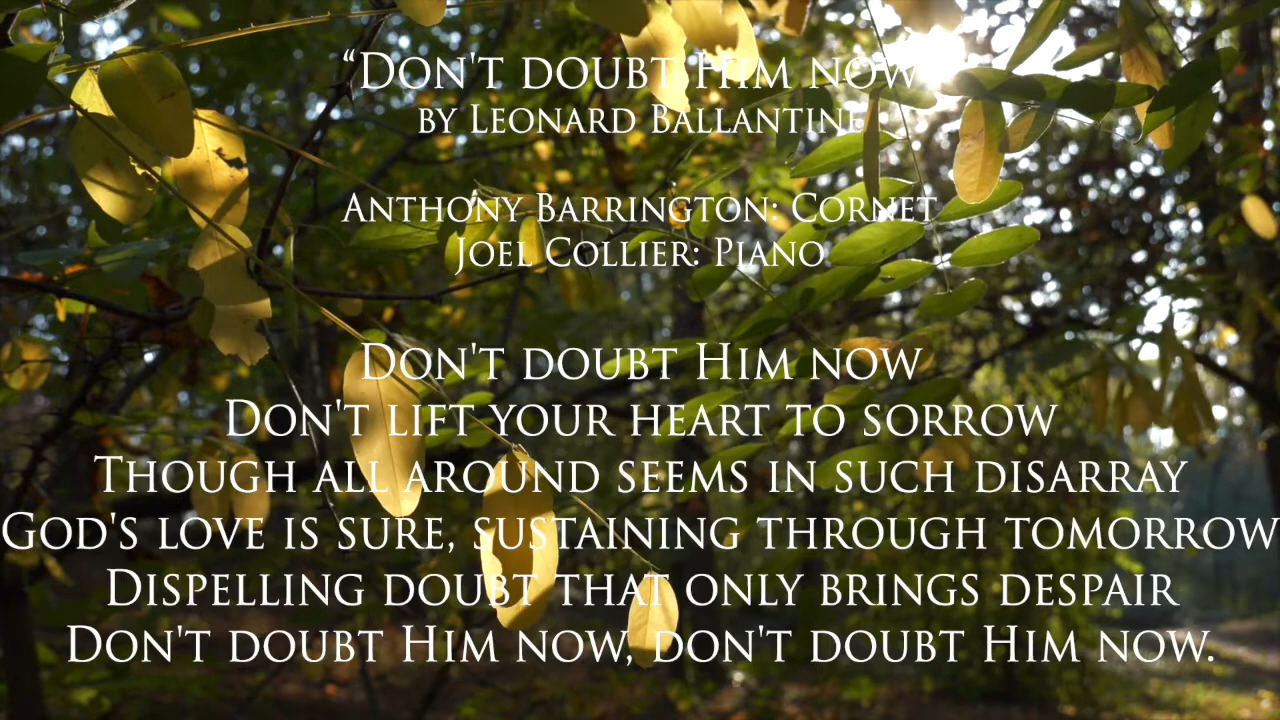 “Don't doubt Him now
by Leonard Ballantine
Anthony Barrington: Cornet
Joel Collier: Piano
Don't doubt Him now
Don't lift your heart to sorrow
Though all around seems in such disarray
God's love is sure, sustaining through tomorrow
Dispelling doubt that only brings despair
Don't doubt Him now, don't doubt Him now.